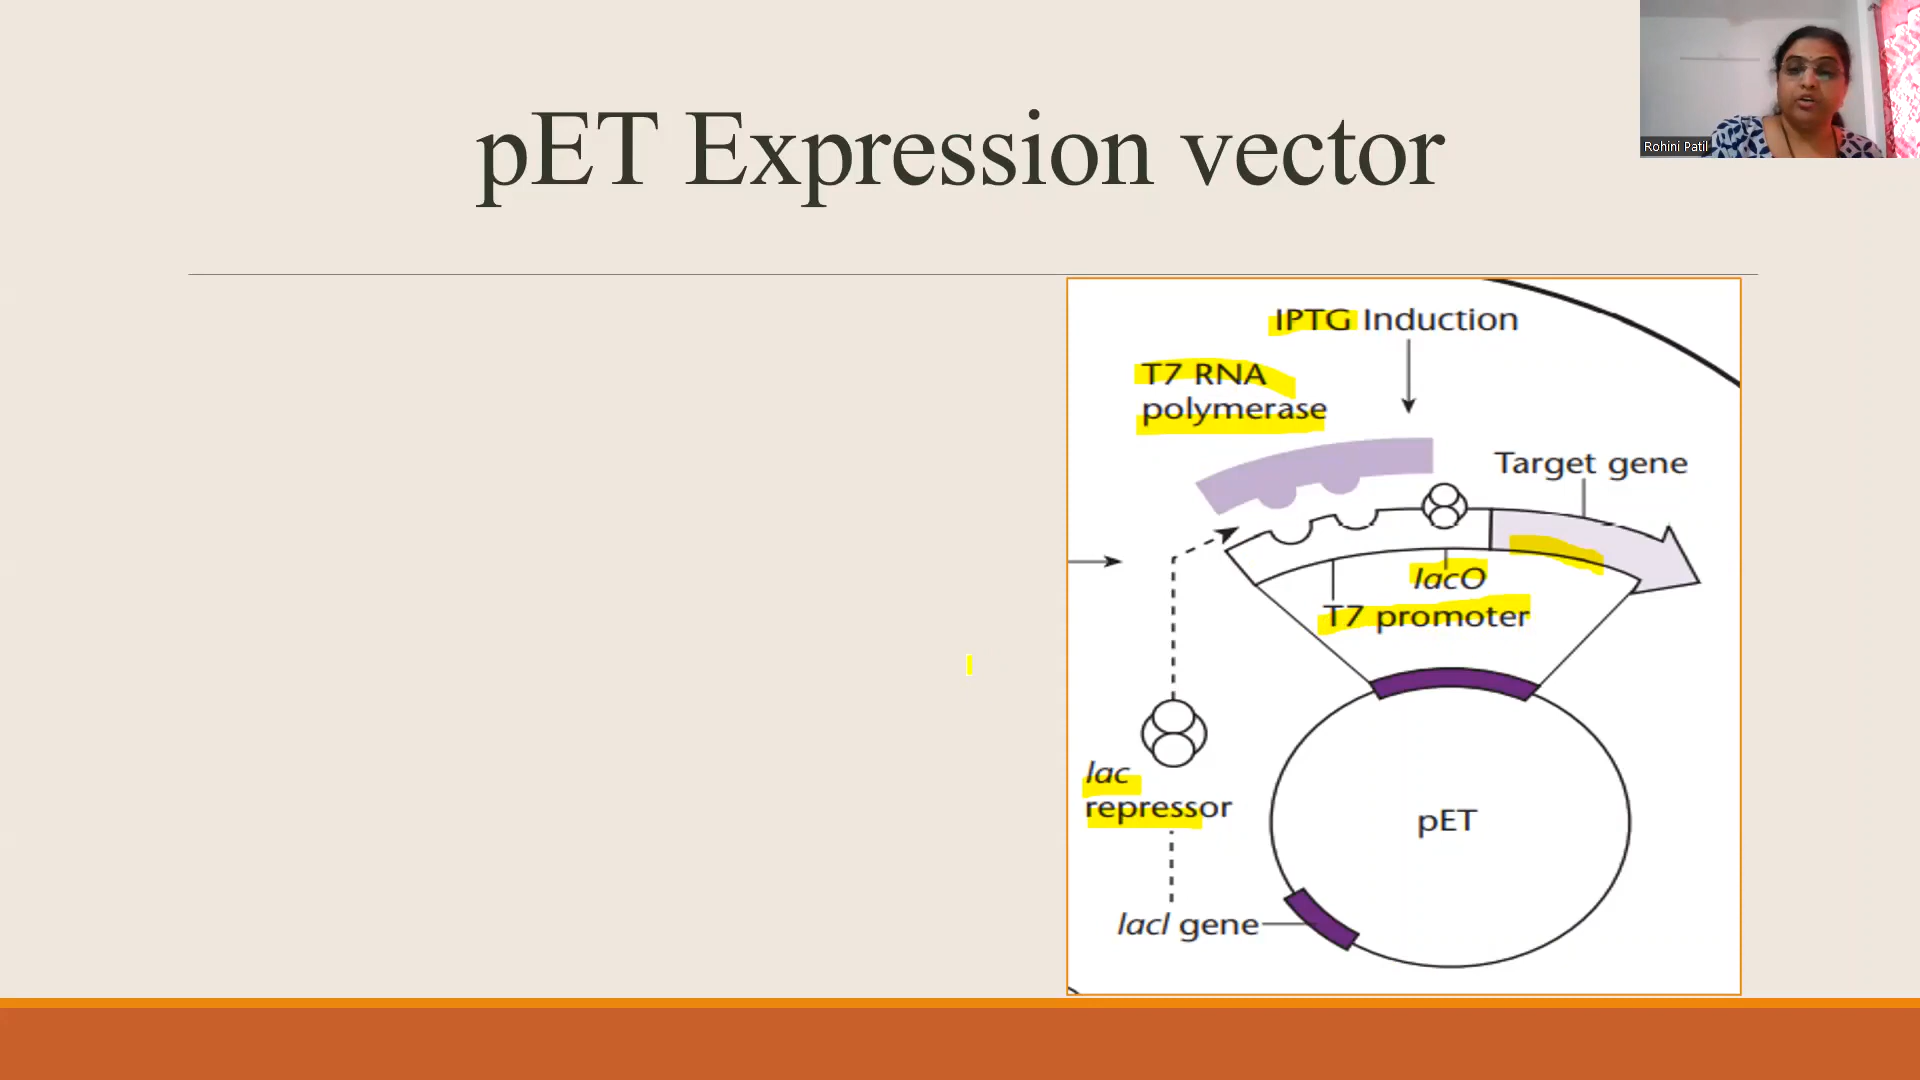 pET Expression vector
Rohini Patil
IPTG Induction
T7 RNA
polymerase
Target gene
lacO
T7 promoter
lac
repressor
pET
lacI gene